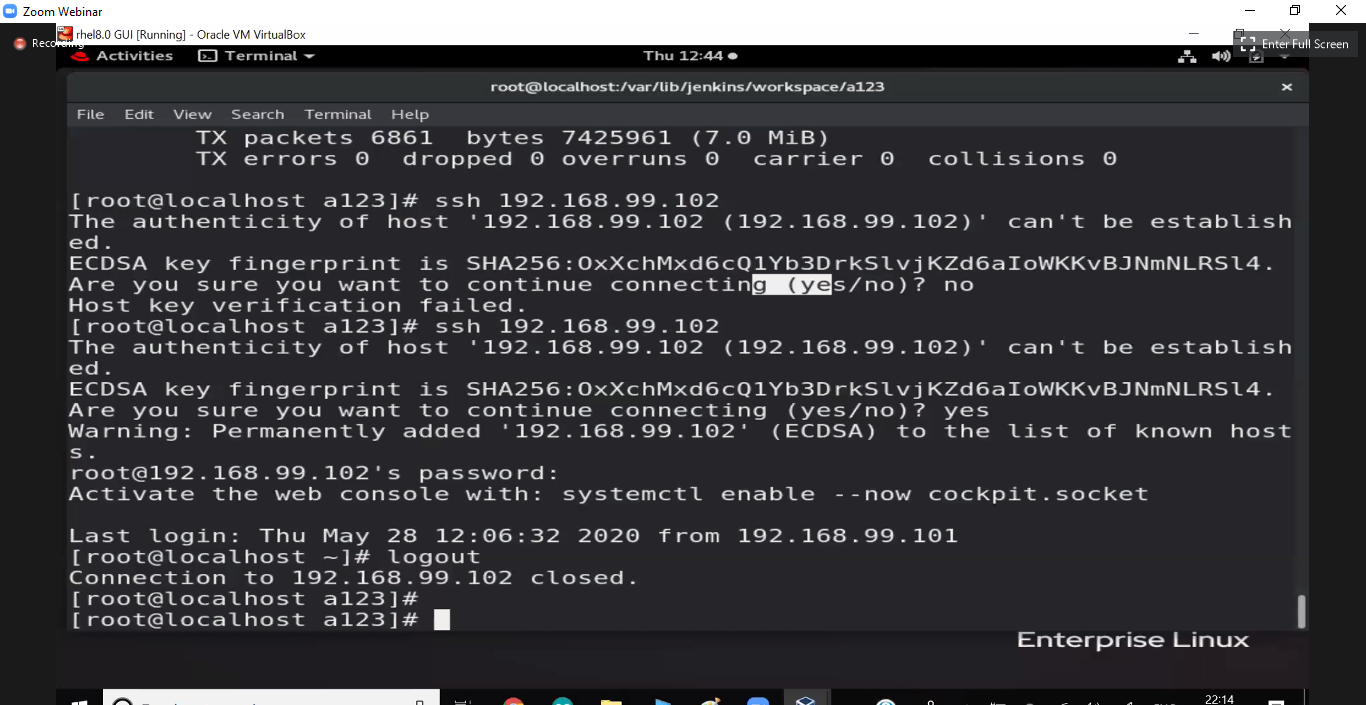 Zoom Webinar
rhel8.0 GUI [Running] - Oracle VM VirtualBox
Recording
Enter Full Screen
Activities Terminal Thu 12:44
root@localhost:/var/lib/jenkins/workspace/a123
File Edit View Search Terminal Help
TX packets 6861 bytes 7425961 (7.0 MiB)
TX errors 0 dropped 0 overruns 0 carrier 0 collisions 0
[root@localhost a123]# ssh 192.168.99.102
The authenticity of host '192.168.99.102 (192.168.99.102)' can't be establish
ed.
ECDSA key fingerprint is SHA256:OxXchMxd6cQ1Yb3DrkSlvjKZd6aIoWKKvBJNmNLRSl4.
Are you sure you want to continue connecting (yes/no)? no
Host key verification failed.
[root@localhost a123]# ssh 192.168.99.102
The authenticity of host '192.168.99.102 (192.168.99.102)' can't be establish
ed.
ECDSA key fingerprint is SHA256:OxXchMxd6cQ1Yb3DrkSlvjKZd6aIoWKKvBJNmNLRSl4.
Are you sure you want to continue connecting (yes/no)? yes
Warning: Permanently added '192.168.99.102' (ECDSA) to the list of known host
s.
root@192.168.99.102's password:
Activate the web console with: systemctl enable --now cockpit.socket
Last login: Thu May 28 12:06:32 2020 from 192.168.99.101
[root@localhost ~]# logout
Connection to 192.168.99.102 closed.
[root@localhost a123]#
[root@localhost a123]#
Enterprise Linux
22:14